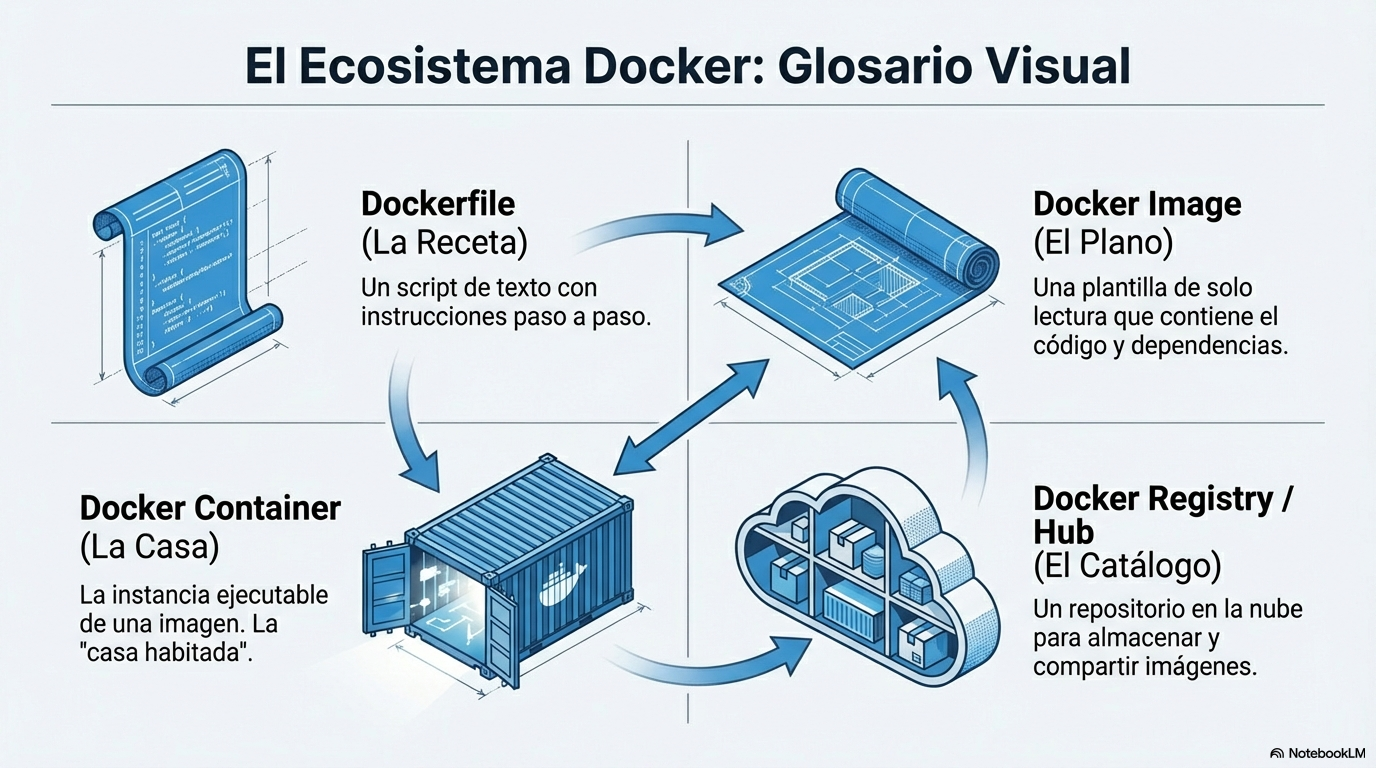 El Ecosistema Docker: Glosario Visual
Dockerfile
(La Receta)
Un script de texto con
instrucciones paso a paso.
Docker Image
(El Plano)
Una plantilla de solo
lectura que contiene el
código y dependencias.
Docker Container
(La Casa)
La instancia ejecutable
de una imagen. La
"casa habitada".
Docker Registry /
Hub
(El Catálogo)
Un repositorio en la nube
para almacenar y
compartir imágenes.
NotebookLM